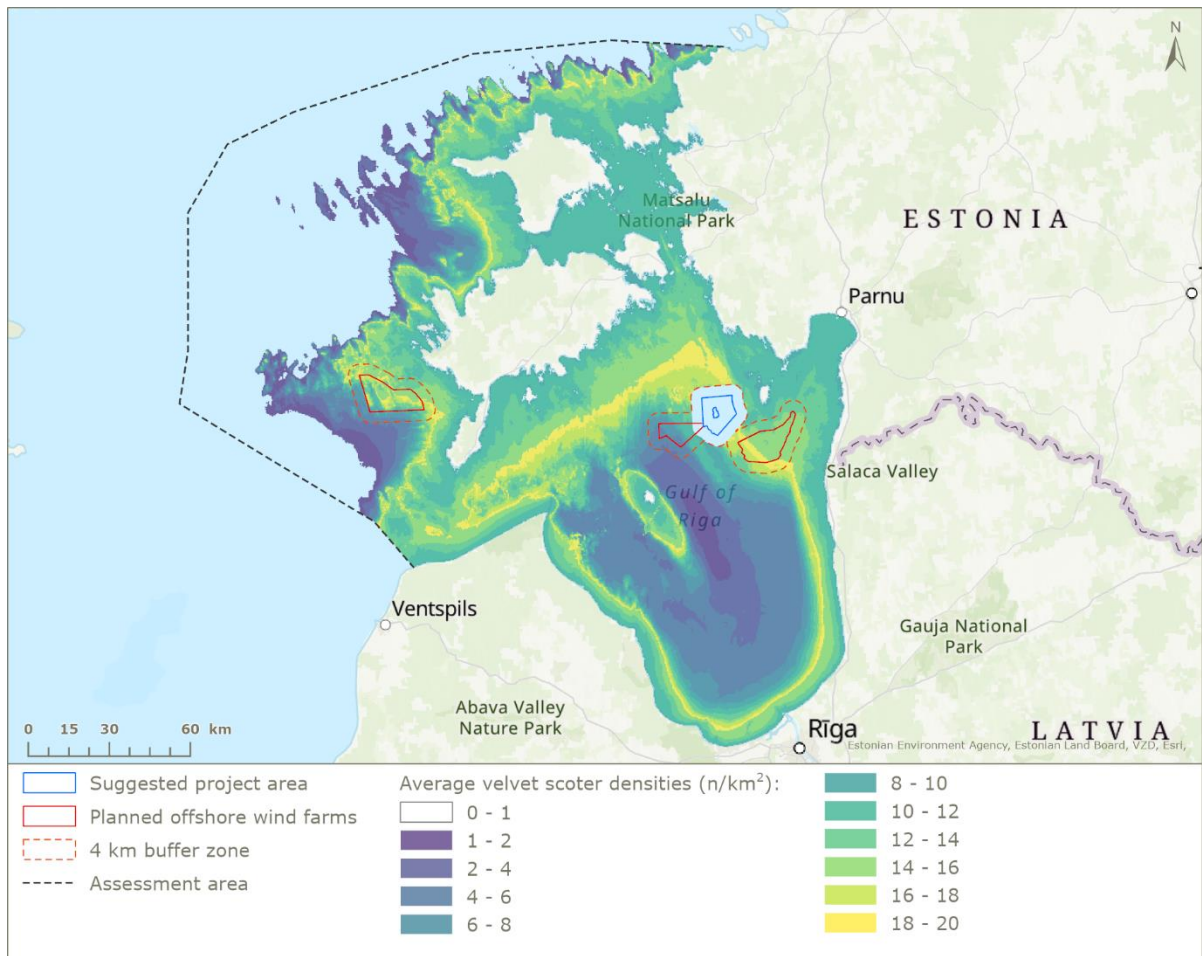 N
Matsalu
National Park
ESTONIA
Parnu
Salaca Valley
Gulf of
Riga
Ventspils
Gauja National
Park
Abava Valley
Nature Park
Rīga
LATVIA
0 15 30 60 km
Estonian Environment Agency, Estonian Land Board, VZD, Esri,
Suggested project area
Planned offshore wind farms
4 km buffer zone
Assessment area
Average velvet scoter densities (n/km²):
0 - 1
1 - 2
2 - 4
4 - 6
6 - 8
8 - 10
10 - 12
12 - 14
14 - 16
16 - 18
18 - 20